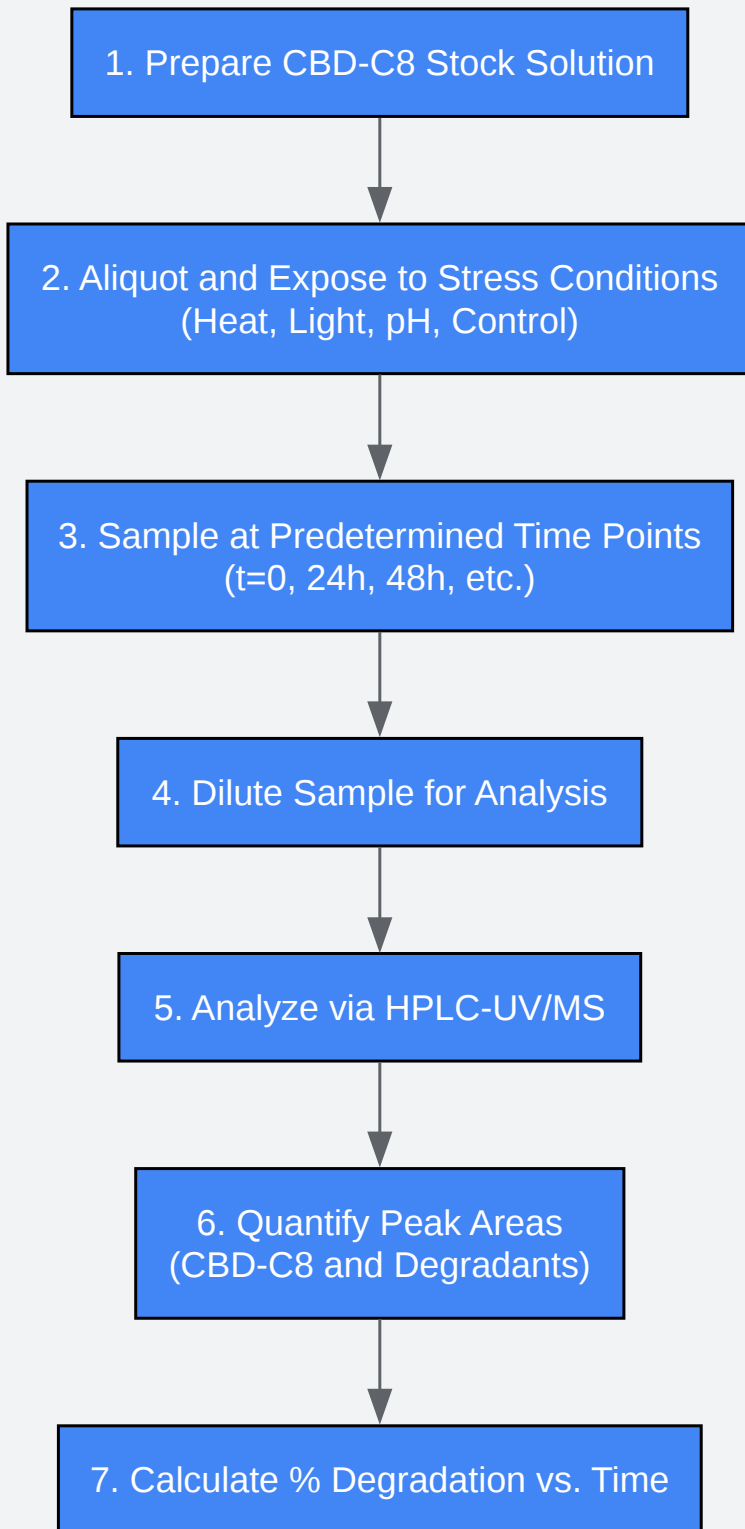 1. Prepare CBD-C8 Stock Solution
2. Aliquot and Expose to Stress Conditions
(Heat, Light, pH, Control)
3. Sample at Predetermined Time Points
(t=0, 24h, 48h, etc.)
4. Dilute Sample for Analysis
5. Analyze via HPLC-UV/MS
6. Quantify Peak Areas
(CBD-C8 and Degradants)
7. Calculate % Degradation vs. Time